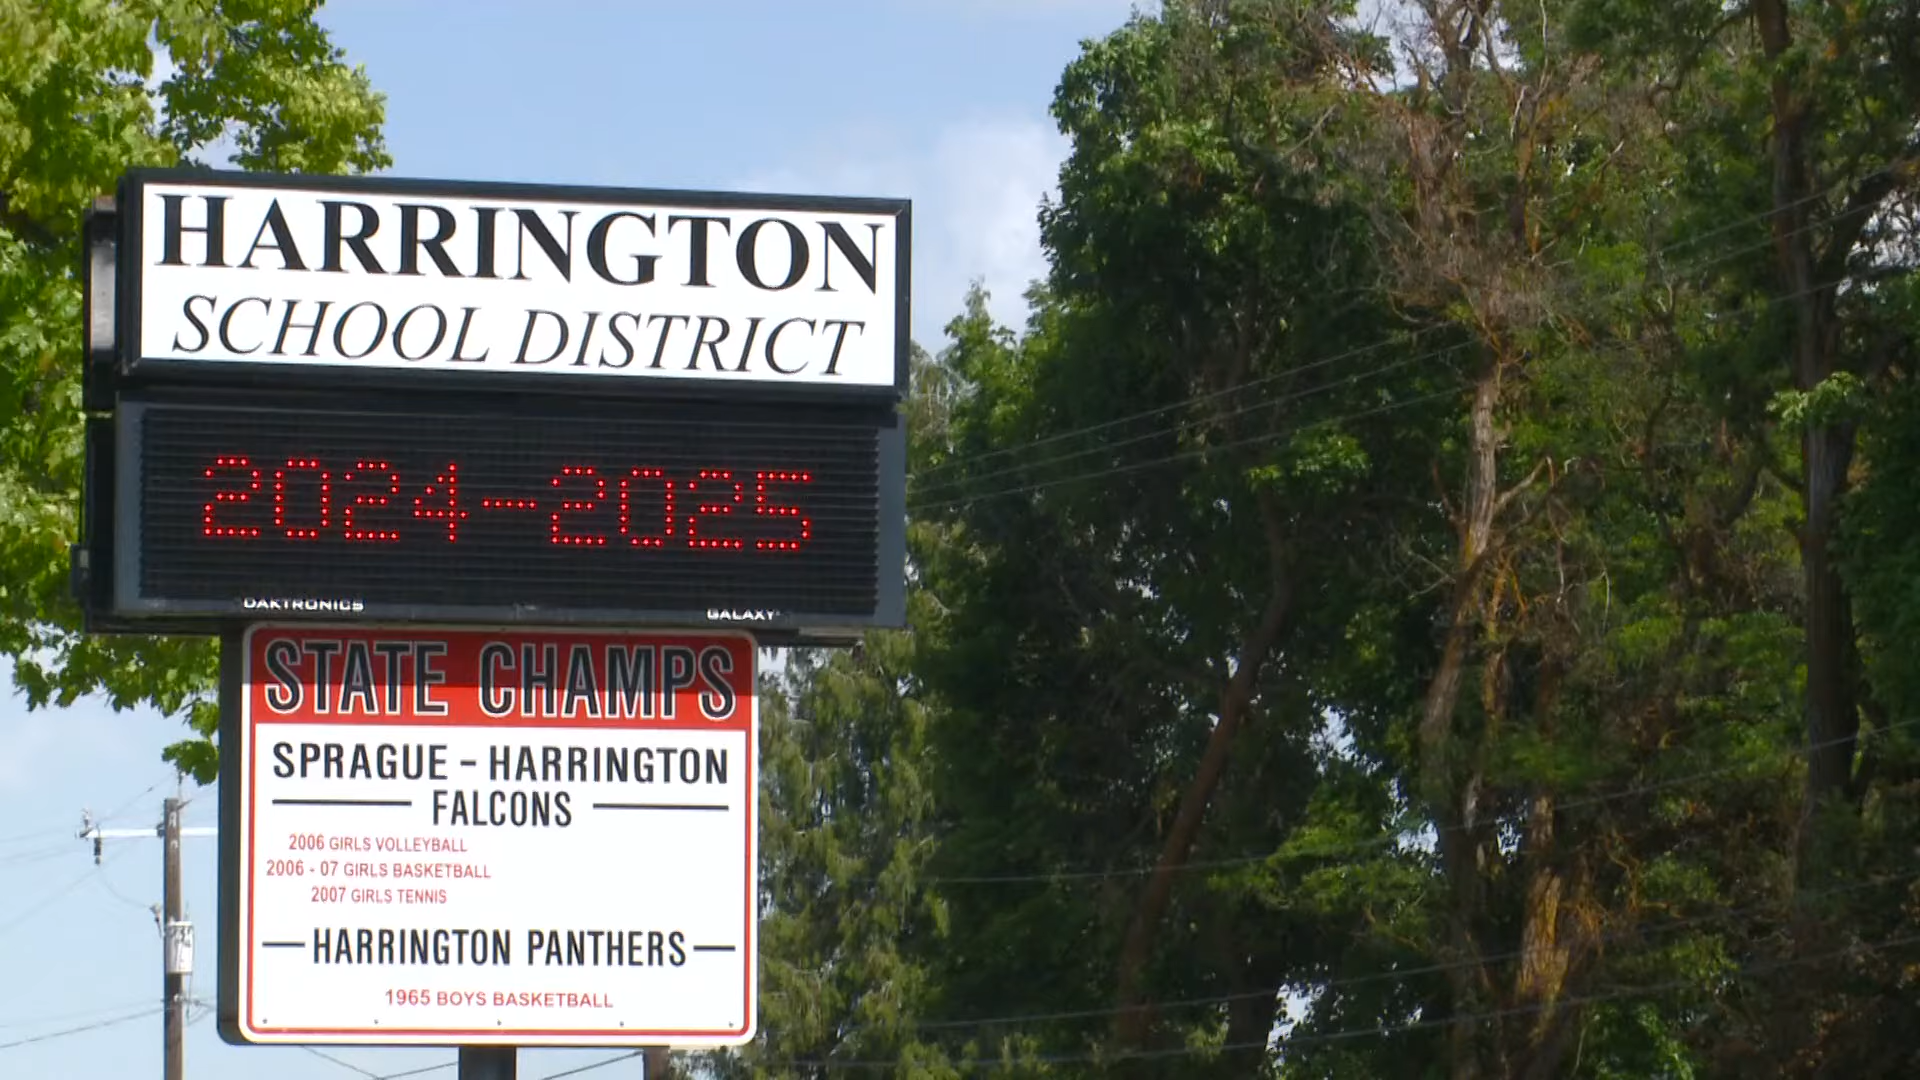 HARRINGTON
SCHOOL DISTRICT
2024-2025
DAKTRONICS GALAXY
STATE CHAMPS
SPRAGUE - HARRINGTON
FALCONS
2006 GIRLS VOLLEYBALL
2006 - 07 GIRLS BASKETBALL
2007 GIRLS TENNIS
HARRINGTON PANTHERS
1965 BOYS BASKETBALL